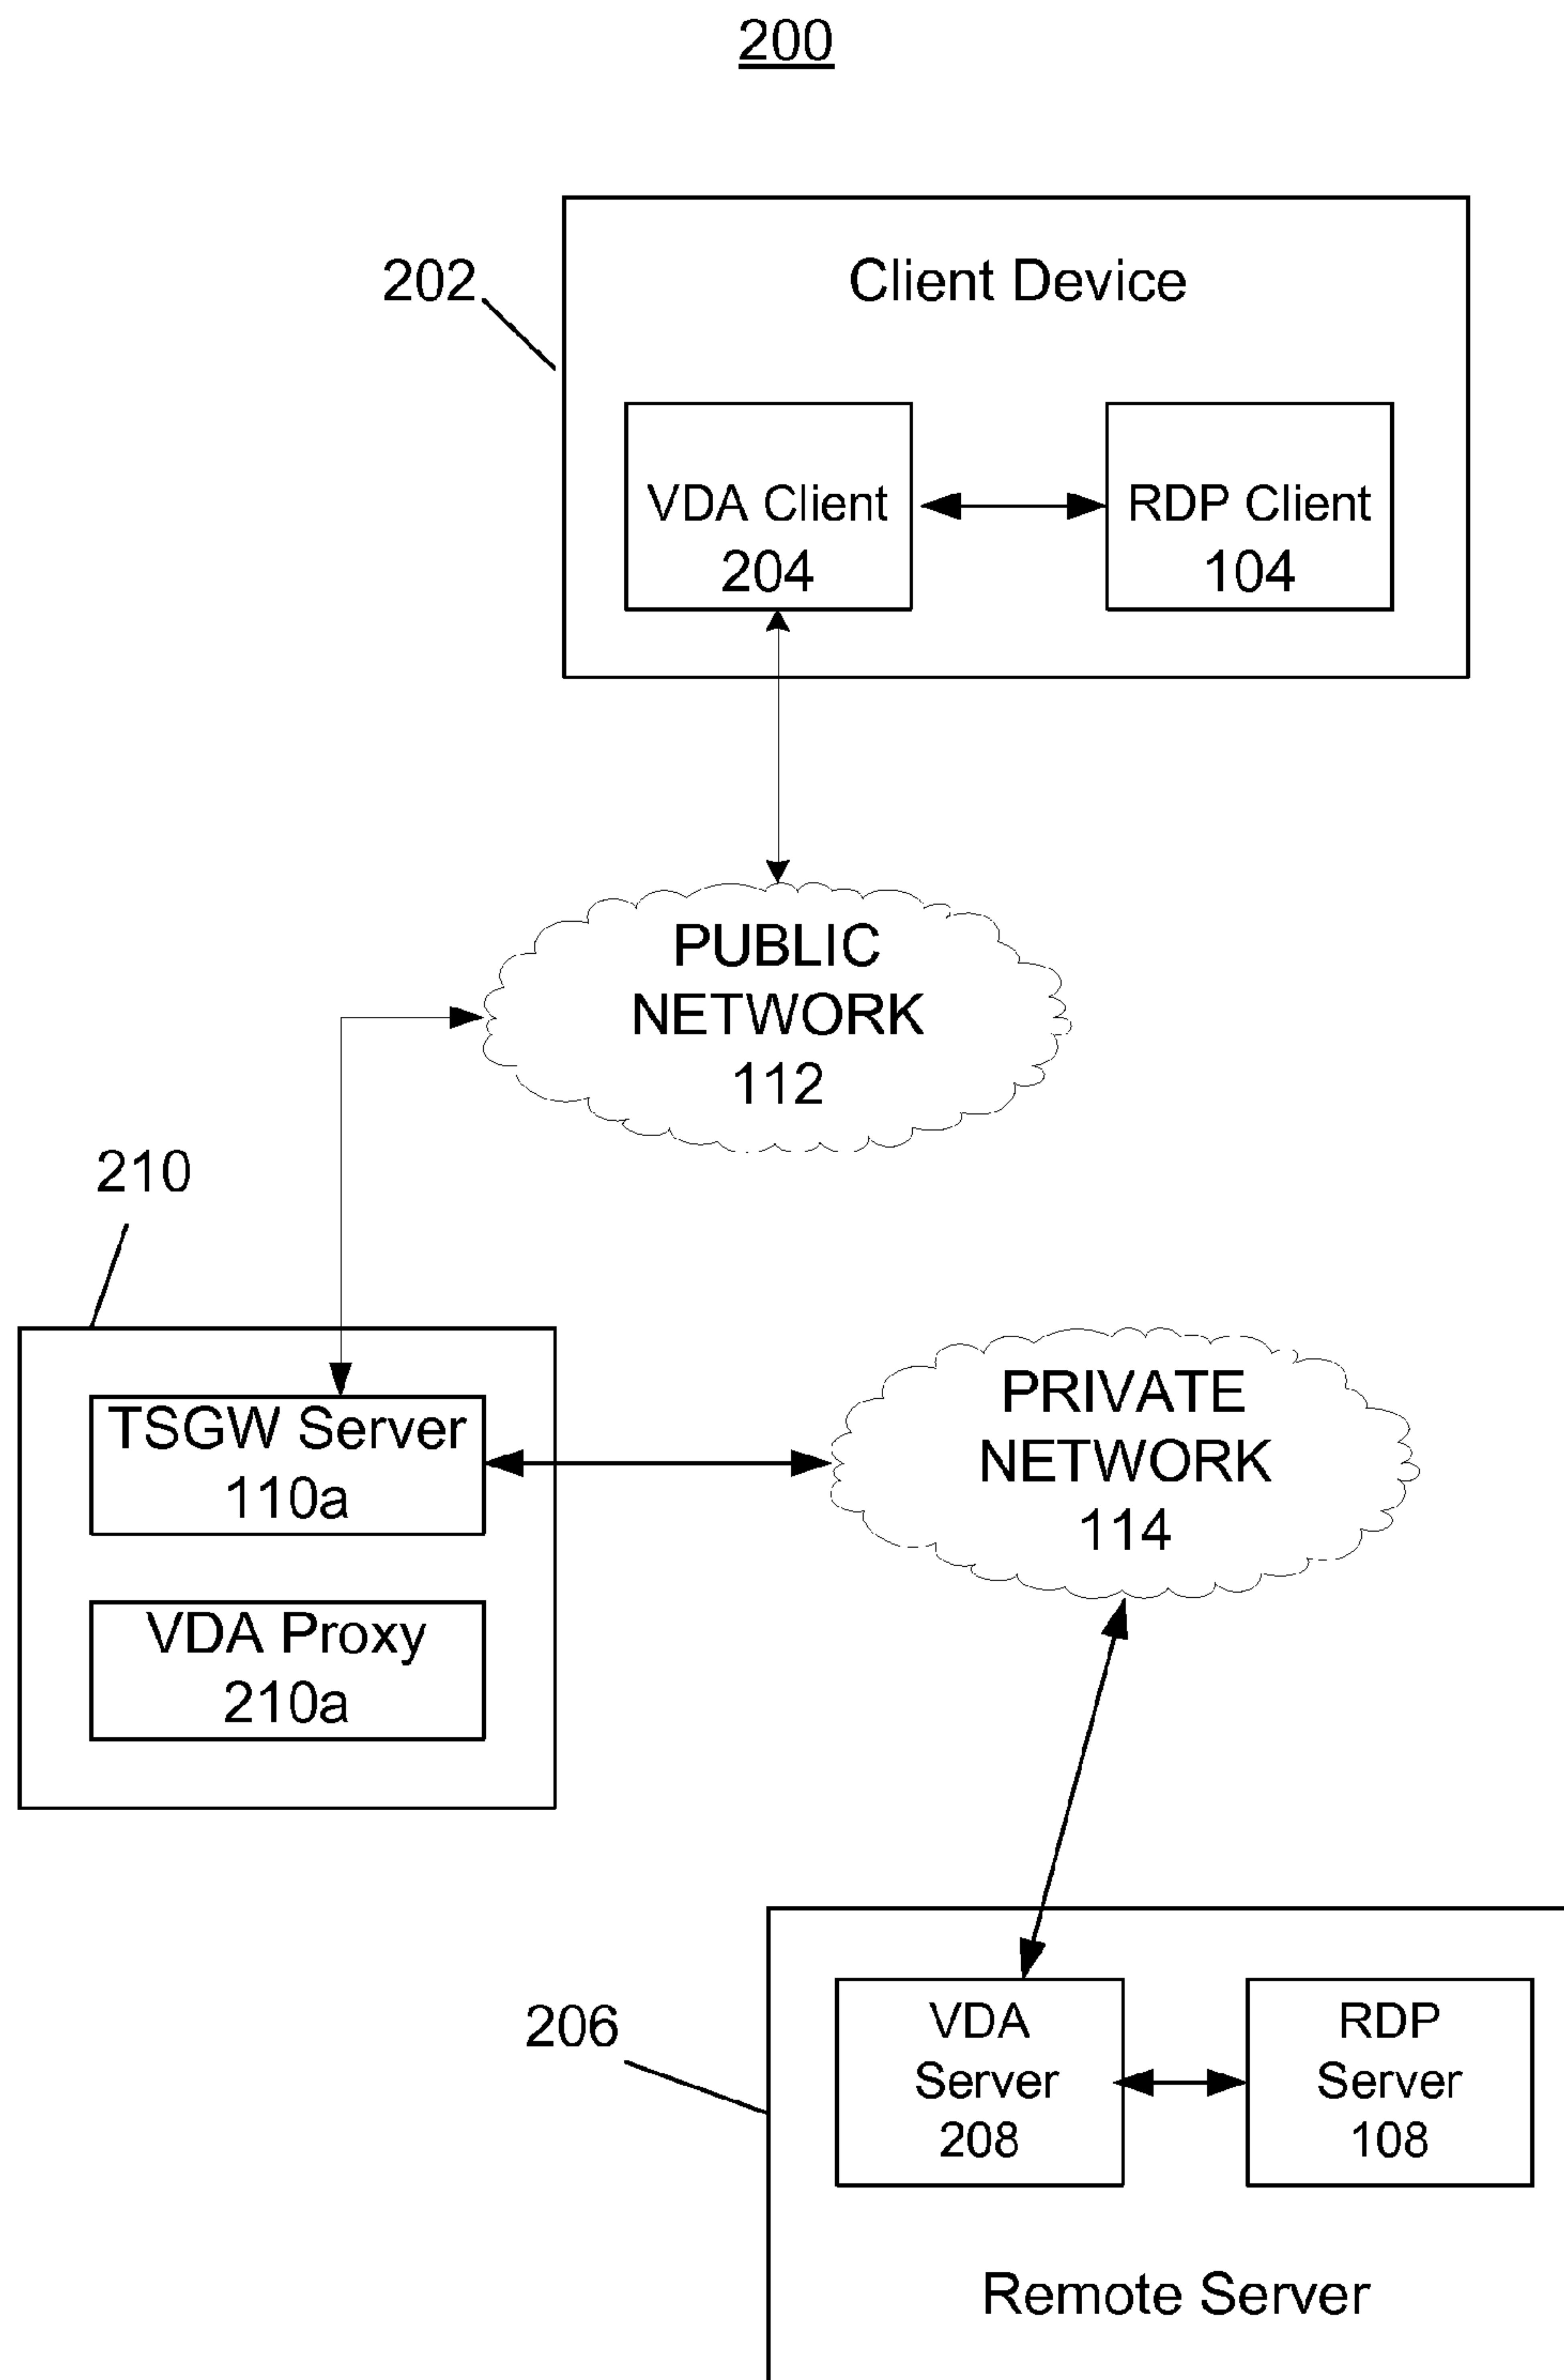 200
202
Client Device
VDA Client
204
RDP Client
104
PUBLIC
NETWORK
112
210
TSGW Server
110a
VDA Proxy
210a
PRIVATE
NETWORK
114
206
VDA
Server
208
RDP
Server
108
Remote Server